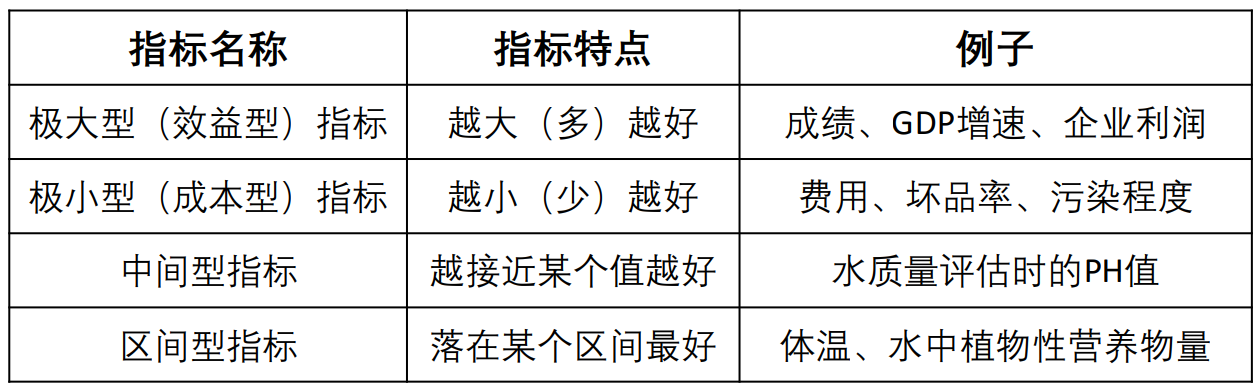 指标名称 指标特点 例子
极大型（效益型）指标 越大（多）越好 成绩、GDP增速、企业利润
极小型（成本型）指标 越小（少）越好 费用、坏品率、污染程度
中间型指标 越接近某个值越好 水质量评估时的PH值
区间型指标 落在某个区间最好 体温、水中植物性营养物量